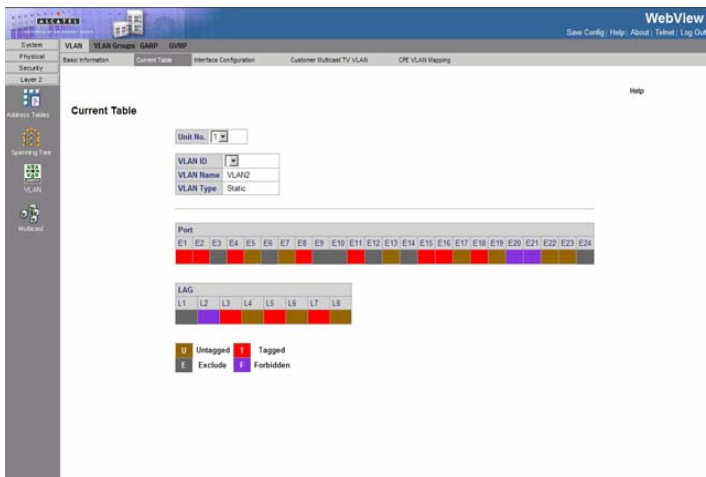 ALCATEL
WebView
Save Config | Help | About | Telnet | Log Out
System
Physical
Security
Layer 2
Address Tables
Spanning Tree
VLAN
Multicast
VLAN VLAN Groups GARP GVRP
Basic Information Current Table Interface Configuration Customer Multicast TV VLAN CPE VLAN Mapping
Help
Current Table
Unit No. 1
VLAN ID
VLAN Name VLAN2
VLAN Type Static
Port
E1 E2 E3 E4 E5 E6 E7 E8 E9 E10 E11 E12 E13 E14 E15 E16 E17 E18 E19 E20 E21 E22 E23 E24
LAG
L1 L2 L3 L4 L5 L6 L7 L8
U Untagged T Tagged
E Exclude F Forbidden